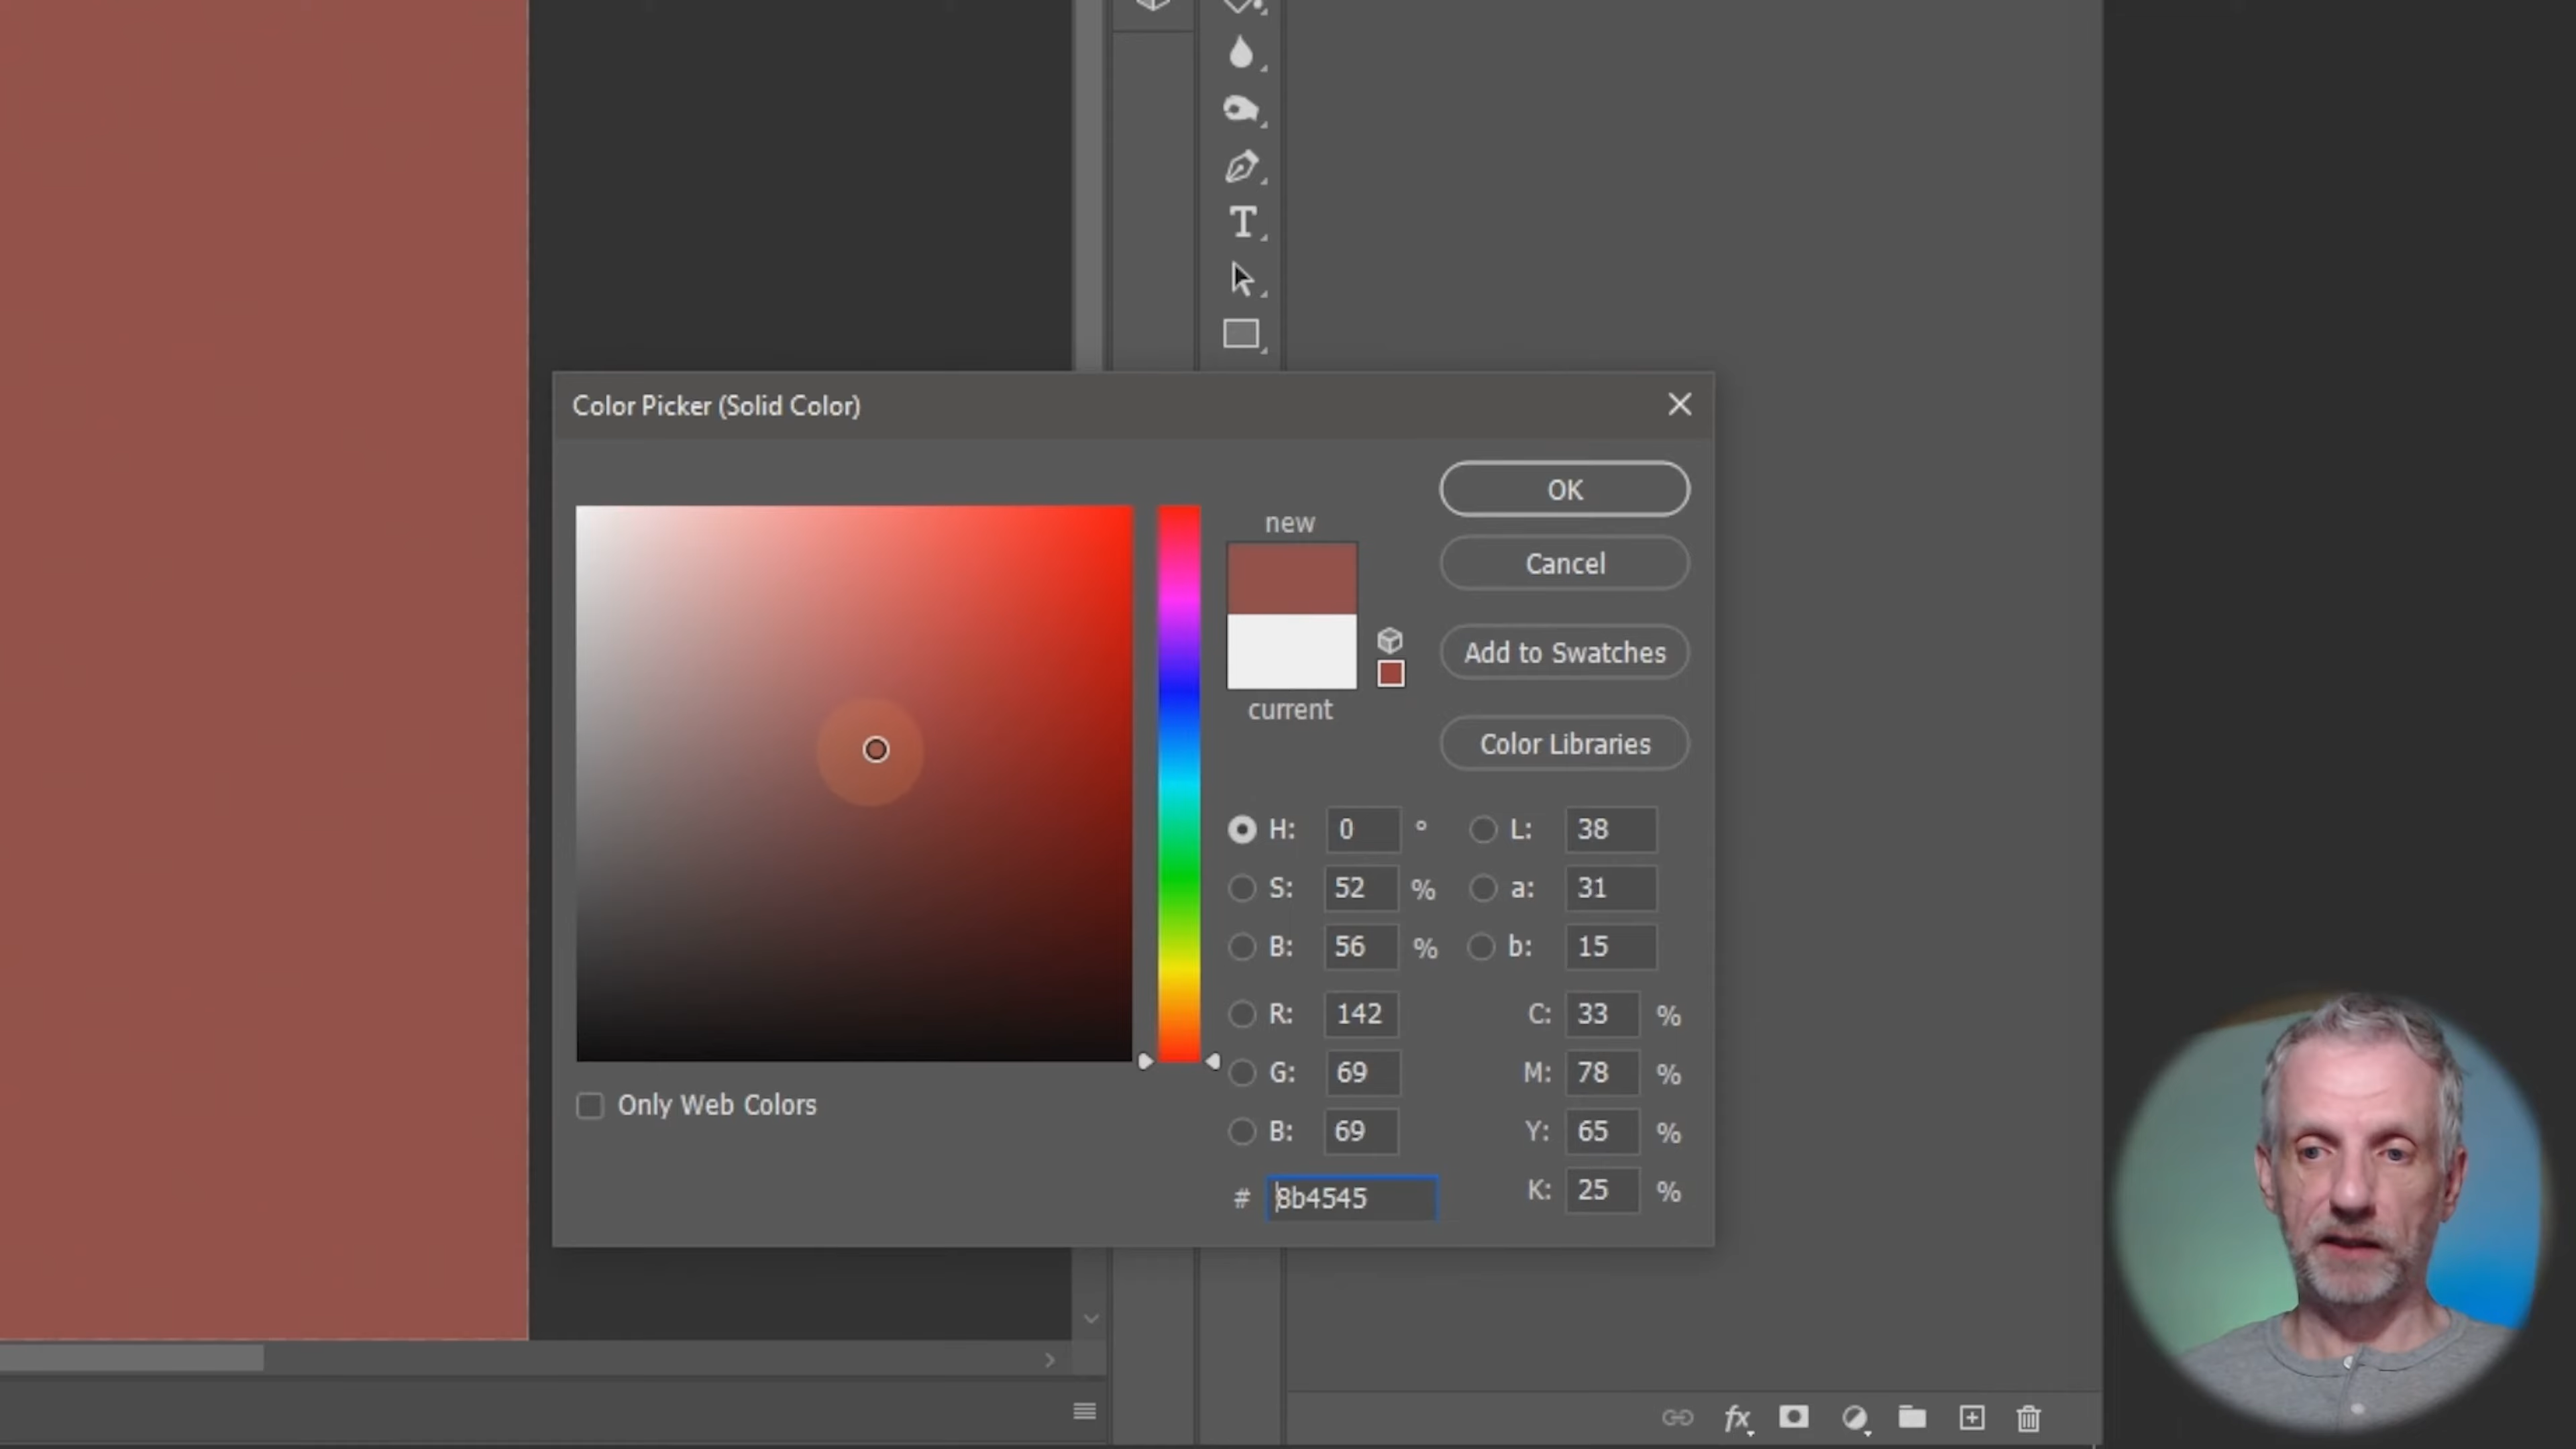 T
Color Picker (Solid Color)
OK
new
Cancel
Add to Swatches
current
Color Libraries
H: 0 ° L: 38
S: 52 % a: 31
B: 56 % b: 15
R: 142 C: 33 %
G: 69 M: 78 %
Only Web Colors
B: 69 Y: 65 %
# 8b4545 K: 25 %
fx